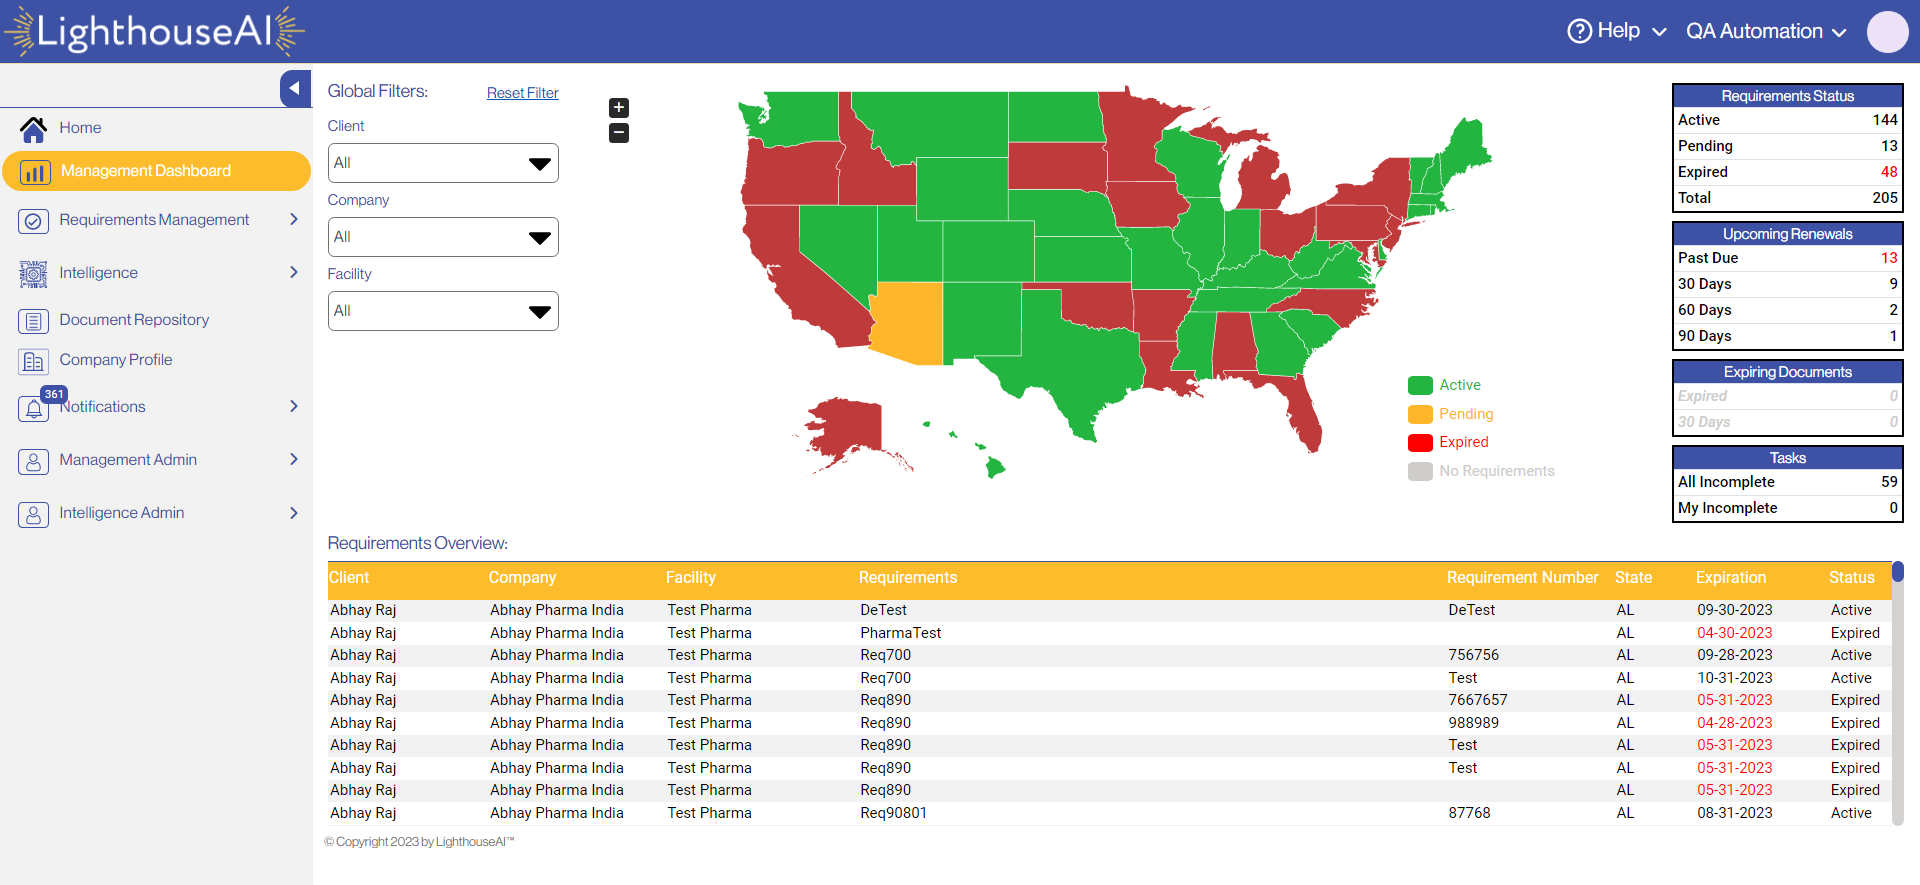 LighthouseAI
Help
QA Automation
Home
Management Dashboard
Requirements Management
Intelligence
Document Repository
Company Profile
361
Notifications
Management Admin
Intelligence Admin
Global Filters:
Reset Filter
Client
All
Company
All
Facility
All
+
−
Active
Pending
Expired
No Requirements
Requirements Status
Active 144
Pending 13
Expired 48
Total 205
Upcoming Renewals
Past Due 13
30 Days 9
60 Days 2
90 Days 1
Expiring Documents
Expired 0
30 Days 0
Tasks
All Incomplete 59
My Incomplete 0
Requirements Overview:
Client Company Facility Requirements Requirement Number State Expiration Status
Abhay Raj Abhay Pharma India Test Pharma DeTest DeTest AL 09-30-2023 Active
Abhay Raj Abhay Pharma India Test Pharma PharmaTest AL 04-30-2023 Expired
Abhay Raj Abhay Pharma India Test Pharma Req700 756756 AL 09-28-2023 Active
Abhay Raj Abhay Pharma India Test Pharma Req700 Test AL 10-31-2023 Active
Abhay Raj Abhay Pharma India Test Pharma Req890 7667657 AL 05-31-2023 Expired
Abhay Raj Abhay Pharma India Test Pharma Req890 988989 AL 04-28-2023 Expired
Abhay Raj Abhay Pharma India Test Pharma Req890 Test AL 05-31-2023 Expired
Abhay Raj Abhay Pharma India Test Pharma Req890 Test AL 05-31-2023 Expired
Abhay Raj Abhay Pharma India Test Pharma Req890 AL 05-31-2023 Expired
Abhay Raj Abhay Pharma India Test Pharma Req90801 87768 AL 08-31-2023 Active
© Copyright 2023 by LighthouseAI™